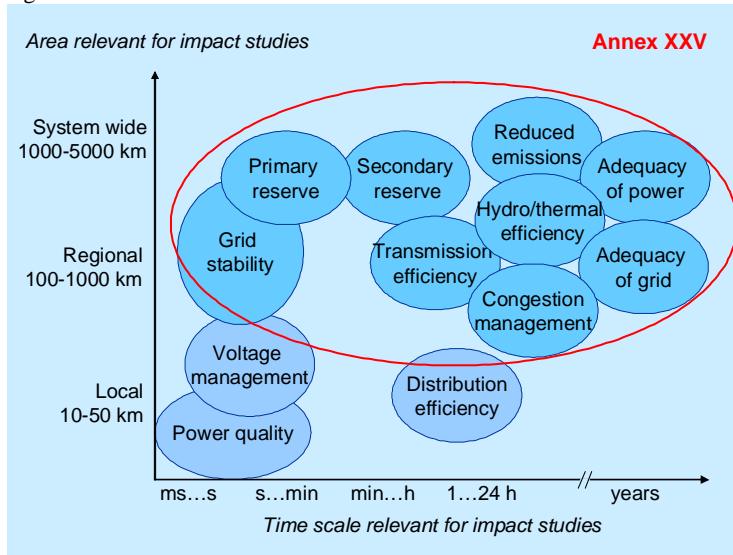 Area relevant for impact studies
Annex XXV
System wide
1000-5000 km
Regional
100-1000 km
Local
10-50 km
Primary
reserve
Secondary
reserve
Reduced
emissions
Adequacy
of power
Hydro/thermal
efficiency
Grid
stability
Transmission
efficiency
Adequacy
of grid
Congestion
management
Voltage
management
Distribution
efficiency
Power quality
ms...s
s...min
min...h
1...24 h
years
Time scale relevant for impact studies